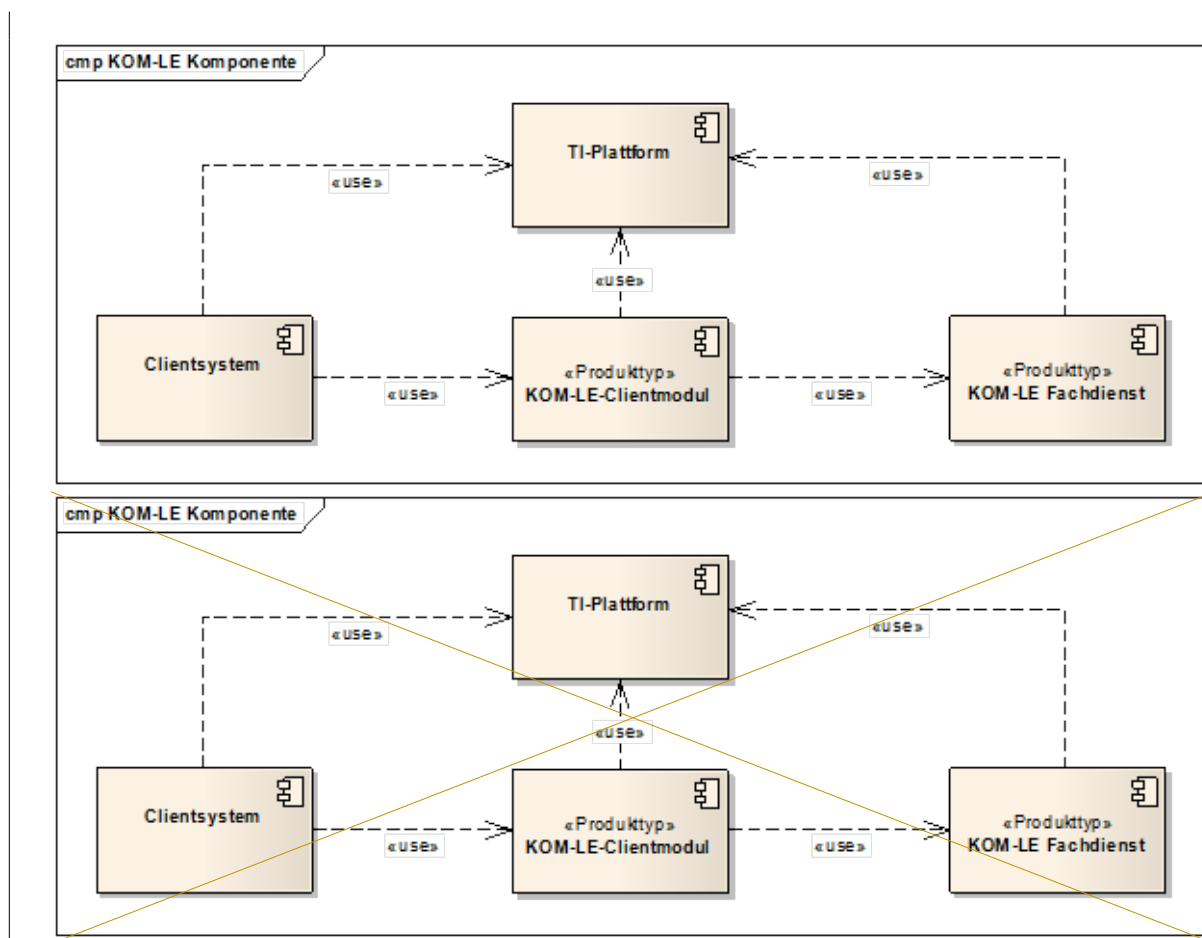 cmp KOM-LE Komponente
TI-Plattform
«use»
«use»
«use»
Clientsystem
«Produkttyp»
KOM-LE-Clientmodul
«Produkttyp»
KOM-LE Fachdienst
«use»
«use»
cmp KOM-LE Komponente
TI-Plattform
«use»
«use»
«use»
Clientsystem
«Produkttyp»
KOM-LE-Clientmodul
«Produkttyp»
KOM-LE Fachdienst
«use»
«use»